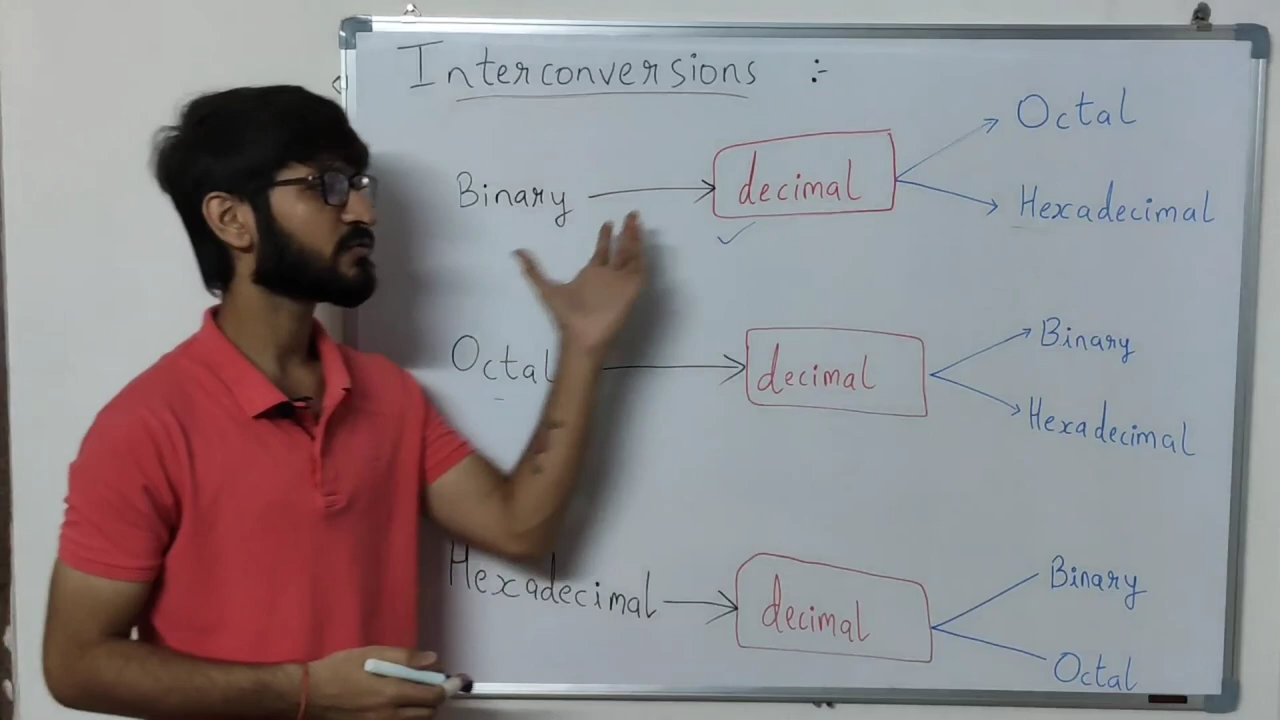 Interconversions :-
Octal
Binary → decimal
Hexadecimal
Binary
Octal → decimal
Hexadecimal
Binary
Hexadecimal → decimal
Octal